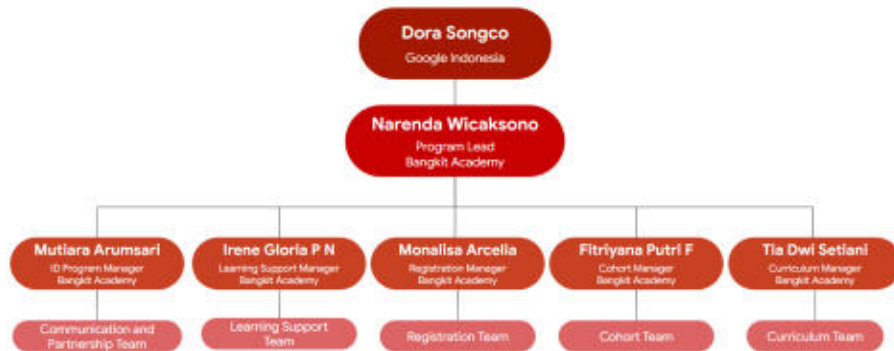 Dora Songco
Google Indonesia
Narenda Wicaksono
Program Lead
Bangkit Academy
Mutiara Arumsari
ID Program Manager
Bangkit Academy
Irene Gloria P N
Learning Support Manager
Bangkit Academy
Monalisa Arcelia
Registration Manager
Bangkit Academy
Fitriyana Putri F
Cohort Manager
Bangkit Academy
Tia Dwi Setiani
Curriculum Manager
Bangkit Academy
Communication and
Partnership Team
Learning Support
Team
Registration Team
Cohort Team
Curriculum Team